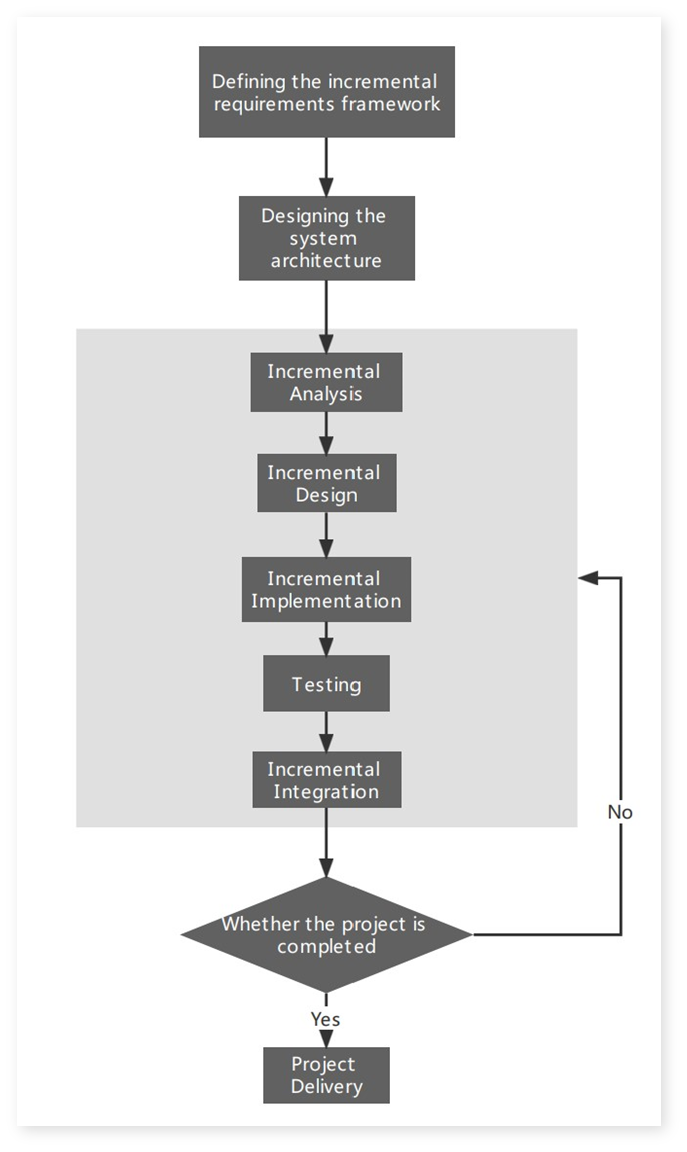 Defining the incremental
requirements framework
Designing the
system
architecture
Incremental
Analysis
Incremental
Design
Incremental
Implementation
Testing
Incremental
Integration
No
Whether the project is
completed
Yes
Project
Delivery